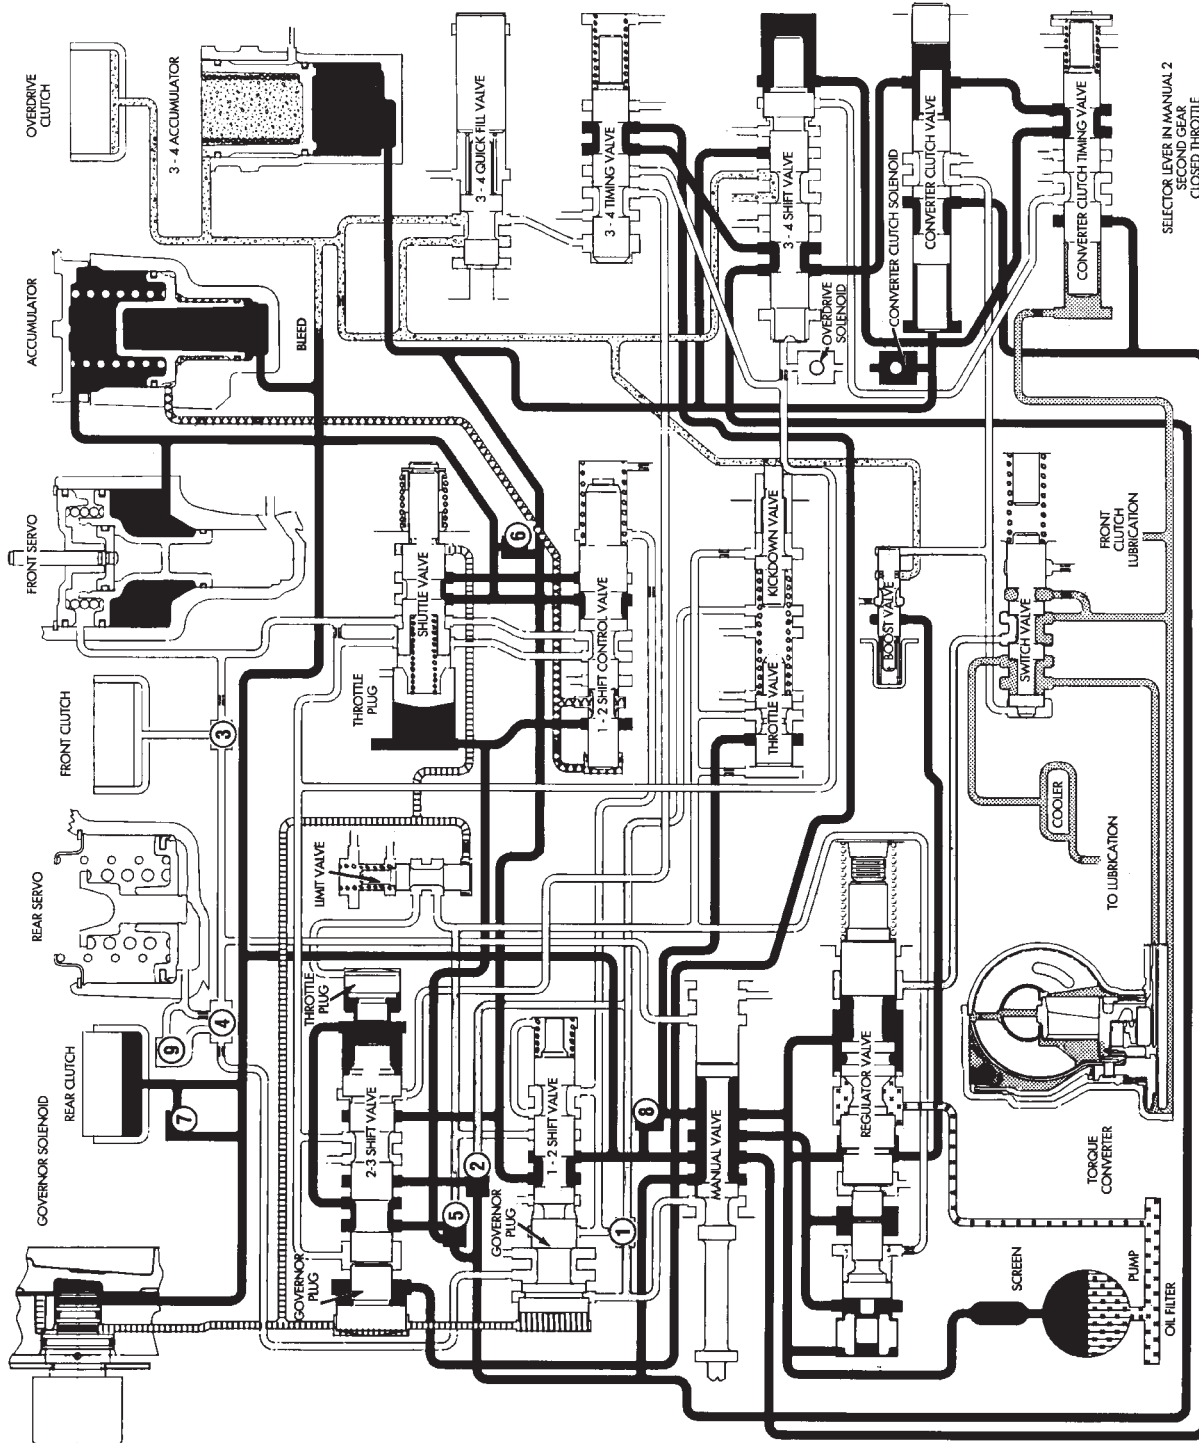 OVERDRIVE
CLUTCH
3 - 4 ACCUMULATOR
3 - 4 QUICK FILL VALVE
3 - 4 TIMING VALVE
3 - 4 SHIFT VALVE
OVERDRIVE
SOLENOID
CONVERTER CLUTCH SOLENOID
CONVERTER CLUTCH VALVE
CONVERTER CLUTCH TIMING VALVE
SELECTOR LEVER IN MANUAL 2
SECOND GEAR
CLOSED THROTTLE
ACCUMULATOR
BLEED
FRONT SERVO
SHUTTLE VALVE
THROTTLE
PLUG
6
1 - 2 SHIFT CONTROL VALVE
KICKDOWN VALVE
THROTTLE VALVE
BOOST VALVE
SWITCH VALVE
FRONT
CLUTCH
LUBRICATION
FRONT CLUTCH
3
LIMIT VALVE
COOLER
TO LUBRICATION
REAR SERVO
4
9
REAR CLUTCH
7
THROTTLE
PLUG
2-3 SHIFT VALVE
GOVERNOR
PLUG
5
2
1 - 2 SHIFT VALVE
GOVERNOR
PLUG
1
8
MANUAL VALVE
REGULATOR VALVE
TORQUE
CONVERTER
GOVERNOR SOLENOID
SCREEN
PUMP
OIL FILTER